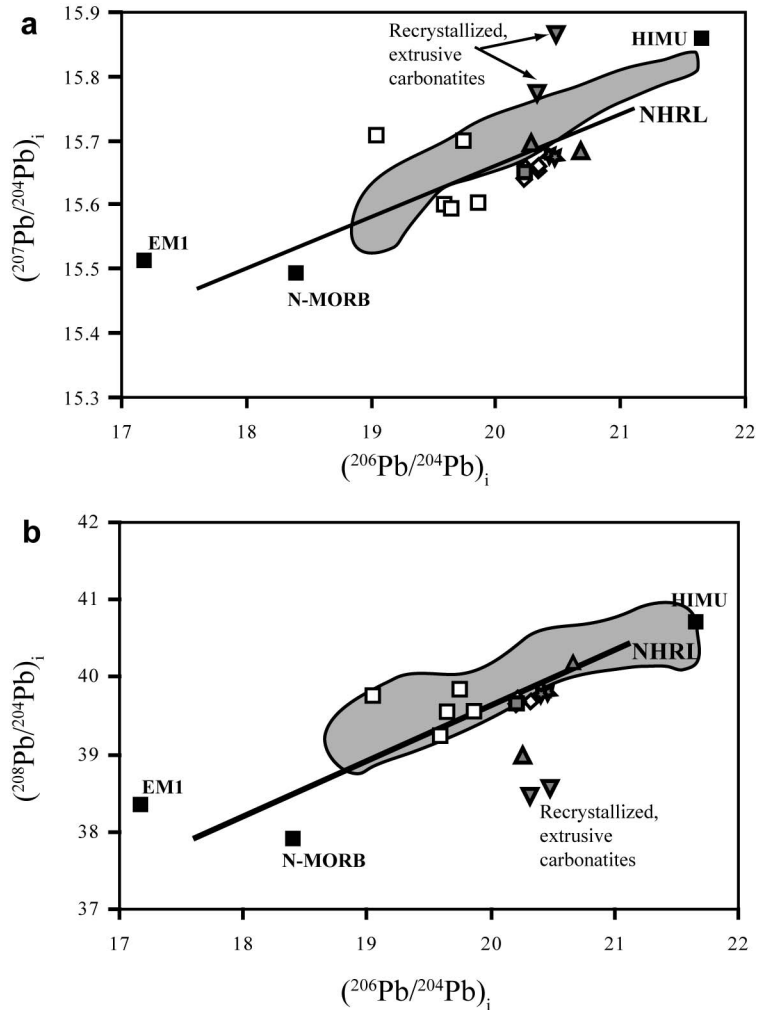 a
15.9
15.8
15.7
15.6
15.5
15.4
15.3
(²⁰⁷Pb/²⁰⁴Pb)ᵢ
Recrystallized,
extrusive
carbonatites
HIMU
NHRL
EM1
N-MORB
17
18
19
20
21
22
(²⁰⁶Pb/²⁰⁴Pb)ᵢ
b
42
41
40
39
38
37
(²⁰⁸Pb/²⁰⁴Pb)ᵢ
HIMU
NHRL
EM1
N-MORB
Recrystallized,
extrusive
carbonatites
17
18
19
20
21
22
(²⁰⁶Pb/²⁰⁴Pb)ᵢ